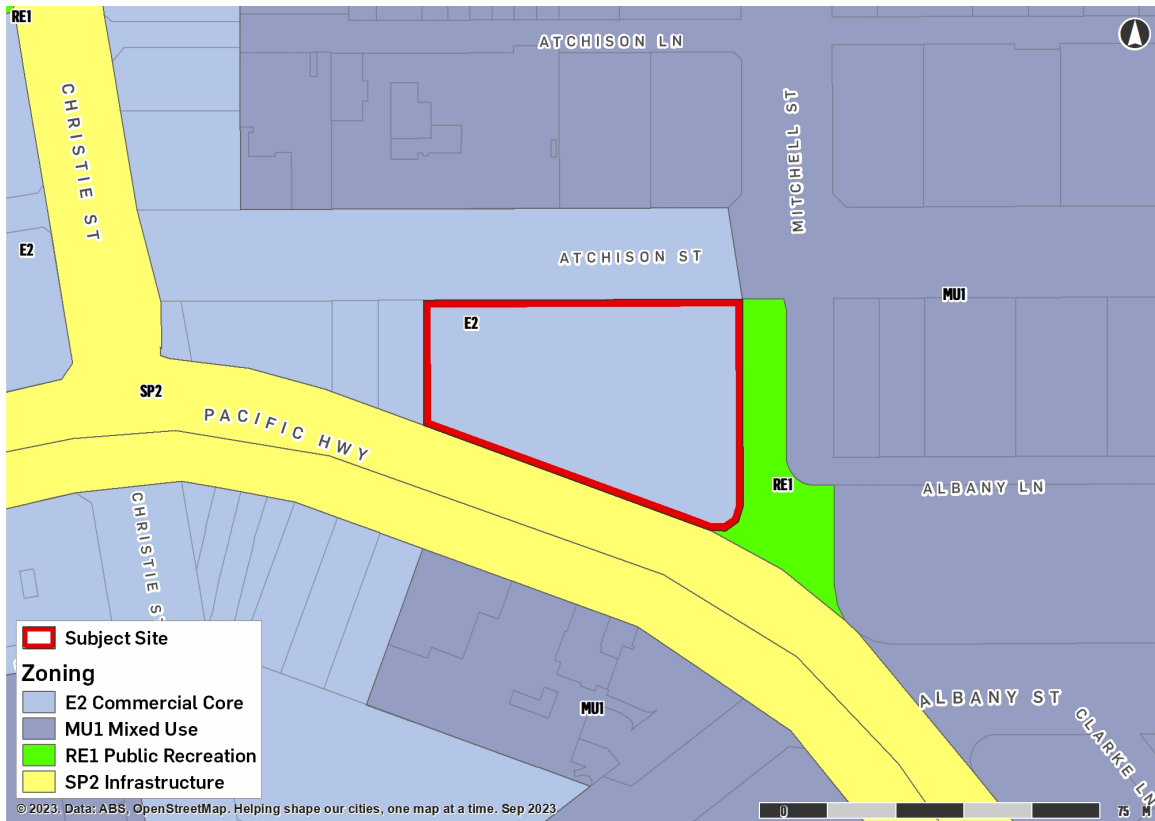 RE1
ATCHISON LN
CHRISTIE ST
MITCHELL ST
E2
ATCHISON ST
MU1
E2
SP2
PACIFIC HWY
RE1
ALBANY LN
CHRISTIE S
MU1
ALBANY ST
CLARKE LN
Subject Site
Zoning
E2 Commercial Core
MU1 Mixed Use
RE1 Public Recreation
SP2 Infrastructure
© 2023. Data: ABS, OpenStreetMap. Helping shape our cities, one map at a time. Sep 2023.
0 75 M